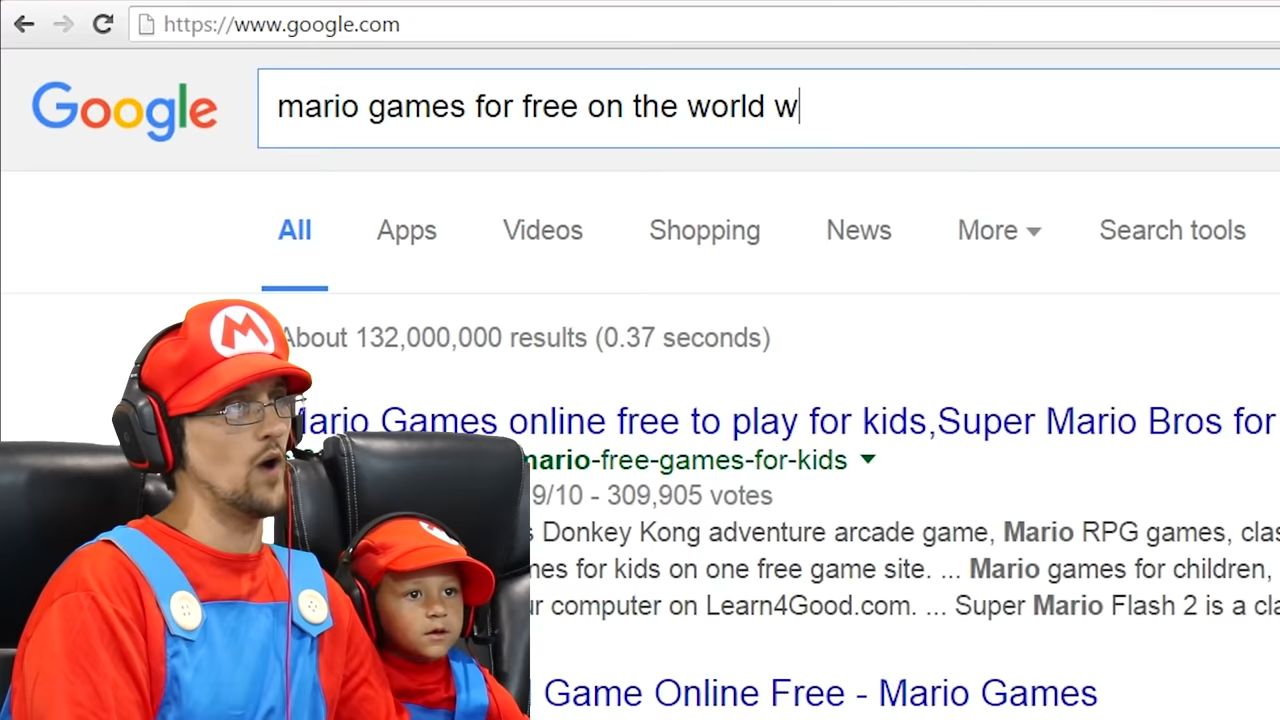 https://www.google.com
Google
mario games for free on the world w
All Apps Videos Shopping News More Search tools
About 132,000,000 results (0.37 seconds)
Mario Games online free to play for kids,Super Mario Bros for
mario-free-games-for-kids
9/10 - 309,905 votes
Donkey Kong adventure arcade game, Mario RPG games,
for kids on one free game site. ... Mario games for children,
computer on Learn4Good.com. ... Super Mario Flash 2 is a
Game Online Free - Mario Games
M